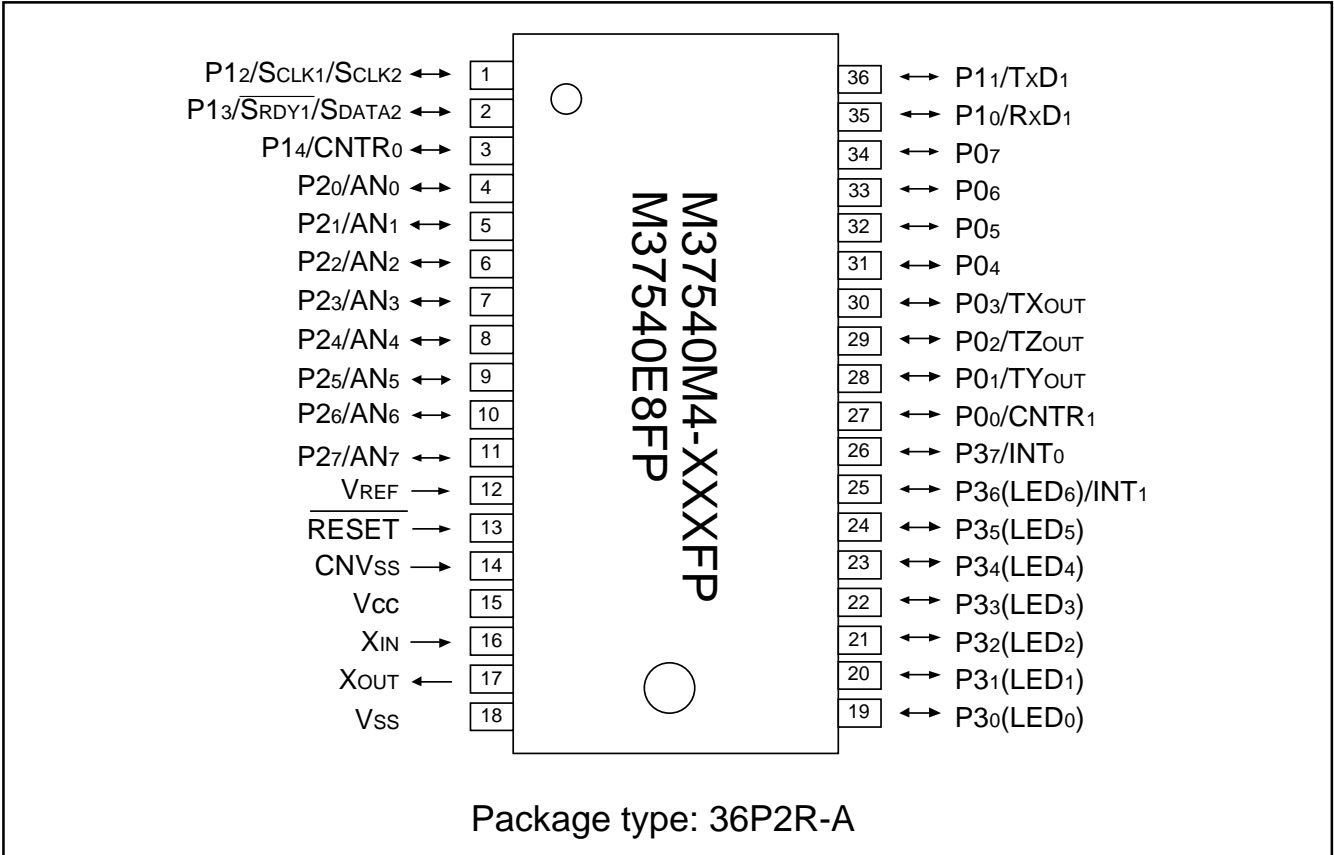 P12/SCLK1/SCLK2 1
P13/SRDY1/SDATA2 2
P14/CNTR0 3
P20/AN0 4
P21/AN1 5
P22/AN2 6
P23/AN3 7
P24/AN4 8
P25/AN5 9
P26/AN6 10
P27/AN7 11
VREF 12
RESET 13
CNVSS 14
VCC 15
XIN 16
XOUT 17
VSS 18
M37540M4-XXXFP
M37540E8FP
36 P11/TXD1
35 P10/RXD1
34 P07
33 P06
32 P05
31 P04
30 P03/TXOUT
29 P02/TZOUT
28 P01/TYOUT
27 P00/CNTR1
26 P37/INT0
25 P36(LED6)/INT1
24 P35(LED5)
23 P34(LED4)
22 P33(LED3)
21 P32(LED2)
20 P31(LED1)
19 P30(LED0)
Package type: 36P2R-A